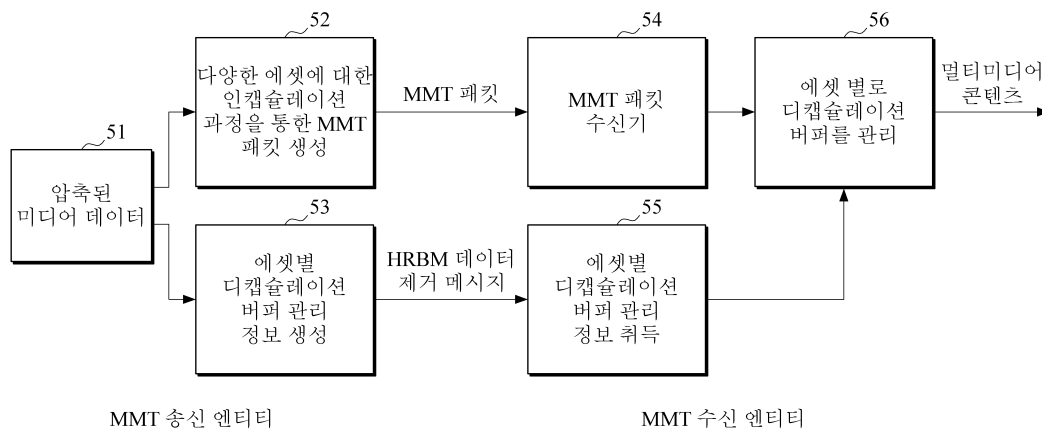 52
다양한 에셋에 대한
인캡슐레이션
과정을 통한 MMT
패킷 생성
MMT 패킷
54
MMT 패킷
수신기
56
에셋 별로
디캡슐레이션
버퍼를 관리
멀티미디어
콘텐츠
51
압축된
미디어 데이터
53
에셋별
디캡슐레이션
버퍼 관리
정보 생성
HRBM 데이터
제거 메시지
55
에셋별
디캡슐레이션
버퍼 관리
정보 취득
MMT 송신 엔티티
MMT 수신 엔티티